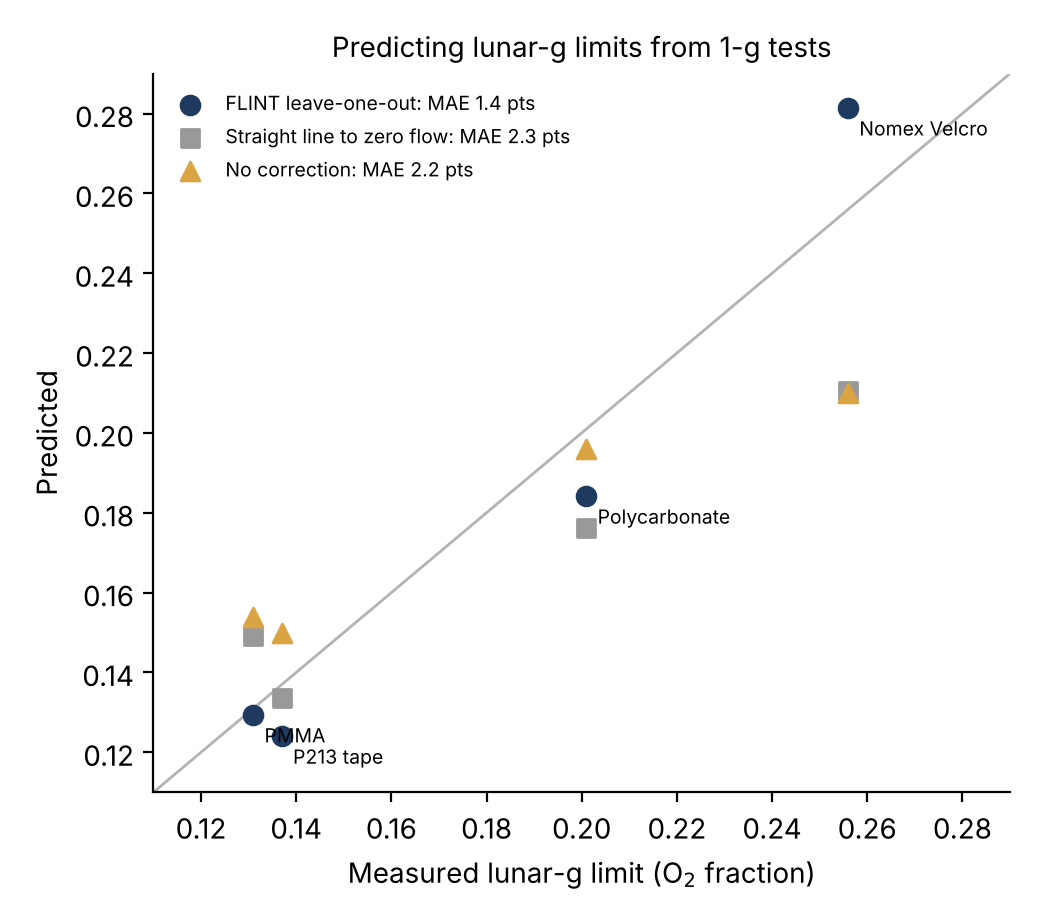 Predicting lunar-g limits from 1-g tests
FLINT leave-one-out: MAE 1.4 pts
Straight line to zero flow: MAE 2.3 pts
No correction: MAE 2.2 pts
Nomex Velcro
Polycarbonate
PMMA
P213 tape
Predicted
0.28
0.26
0.24
0.22
0.20
0.18
0.16
0.14
0.12
0.12 0.14 0.16 0.18 0.20 0.22 0.24 0.26 0.28
Measured lunar-g limit (O₂ fraction)